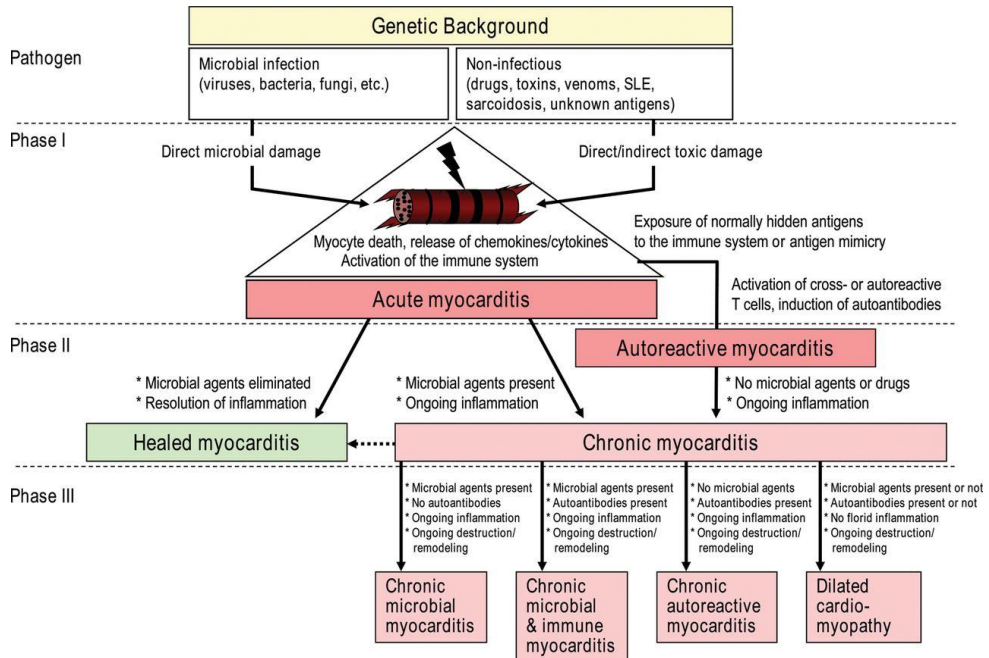 Genetic Background
Pathogen
Microbial infection
(viruses, bacteria, fungi, etc.)
Non-infectious
(drugs, toxins, venoms, SLE,
sarcoidosis, unknown antigens)
Phase I
Direct microbial damage
Direct/indirect toxic damage
Myocyte death, release of chemokines/cytokines
Activation of the immune system
Exposure of normally hidden antigens
to the immune system or antigen mimicry
Activation of cross- or autoreactive
T cells, induction of autoantibodies
Acute myocarditis
Phase II
Autoreactive myocarditis
* Microbial agents eliminated
* Resolution of inflammation
* Microbial agents present
* Ongoing inflammation
* No microbial agents or drugs
* Ongoing inflammation
Healed myocarditis
Chronic myocarditis
Phase III
* Microbial agents present
* No autoantibodies
* Ongoing inflammation
* Ongoing destruction/
remodeling
* Microbial agents present
* Autoantibodies present
* Ongoing inflammation
* Ongoing destruction/
remodeling
* No microbial agents
* Autoantibodies present
* Ongoing inflammation
* Ongoing destruction/
remodeling
* Microbial agents present or not
* Autoantibodies present or not
* No florid inflammation
* Ongoing destruction/
remodeling
Chronic
microbial
myocarditis
Chronic
microbial
& immune
myocarditis
Chronic
autoreactive
myocarditis
Dilated
cardio-
myopathy